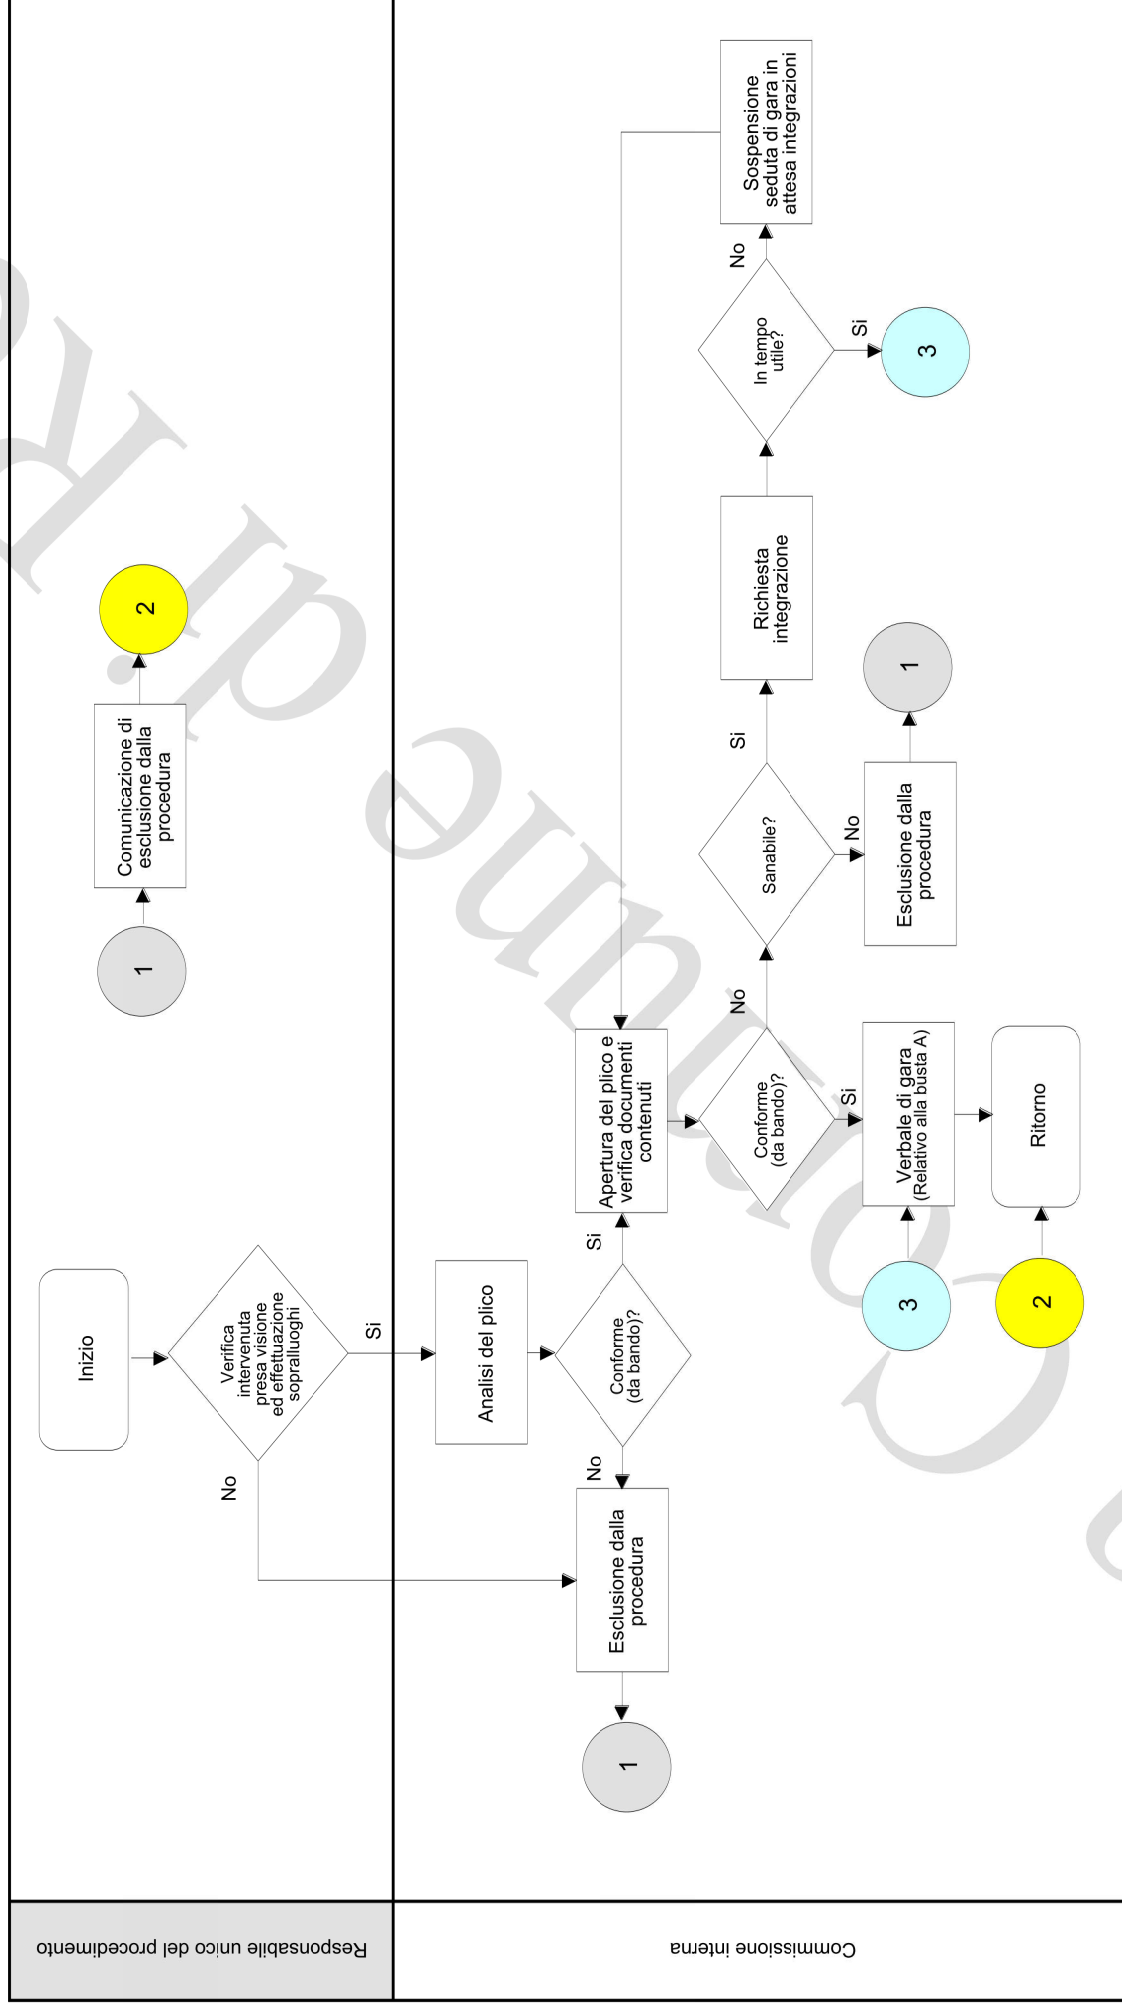 Responsabile unico del procedimento
Inizio
Verifica
intervenuta
presa visione
ed effettuazione
sopralluoghi
No
Si
1
Comunicazione di
esclusione dalla
procedura
2
Commissione interna
Analisi del plico
Conforme
(da bando)?
No
Si
Esclusione dalla
procedura
1
Apertura del plico e
verifica documenti
contenuti
Conforme
(da bando)?
No
Si
Sanabile?
Si
No
Richiesta
integrazione
In tempo
utile?
No
Si
Sospensione
seduta di gara in
attesa integrazioni
3
Esclusione dalla
procedura
1
3
Verbale di gara
(Relativo alla busta A)
2
Ritorno
Comune di Re